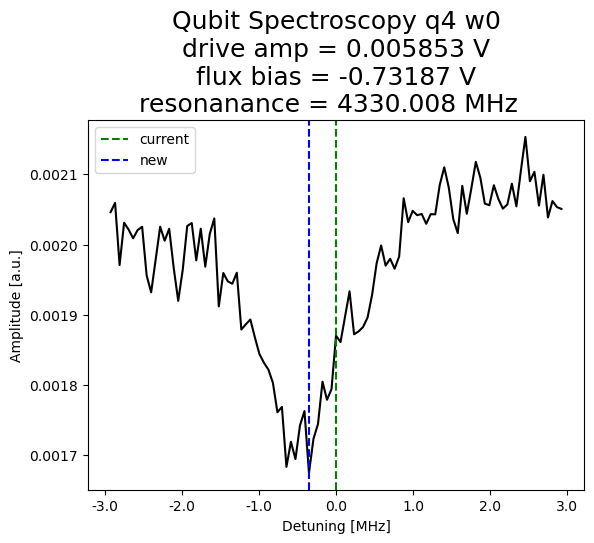 Qubit Spectroscopy q4 w0
drive amp = 0.005853 V
flux bias = -0.73187 V
resonanance = 4330.008 MHz
current
new
0.0021
0.0020
0.0019
0.0018
0.0017
Amplitude [a.u.]
-3.0 -2.0 -1.0 0.0 1.0 2.0 3.0
Detuning [MHz]